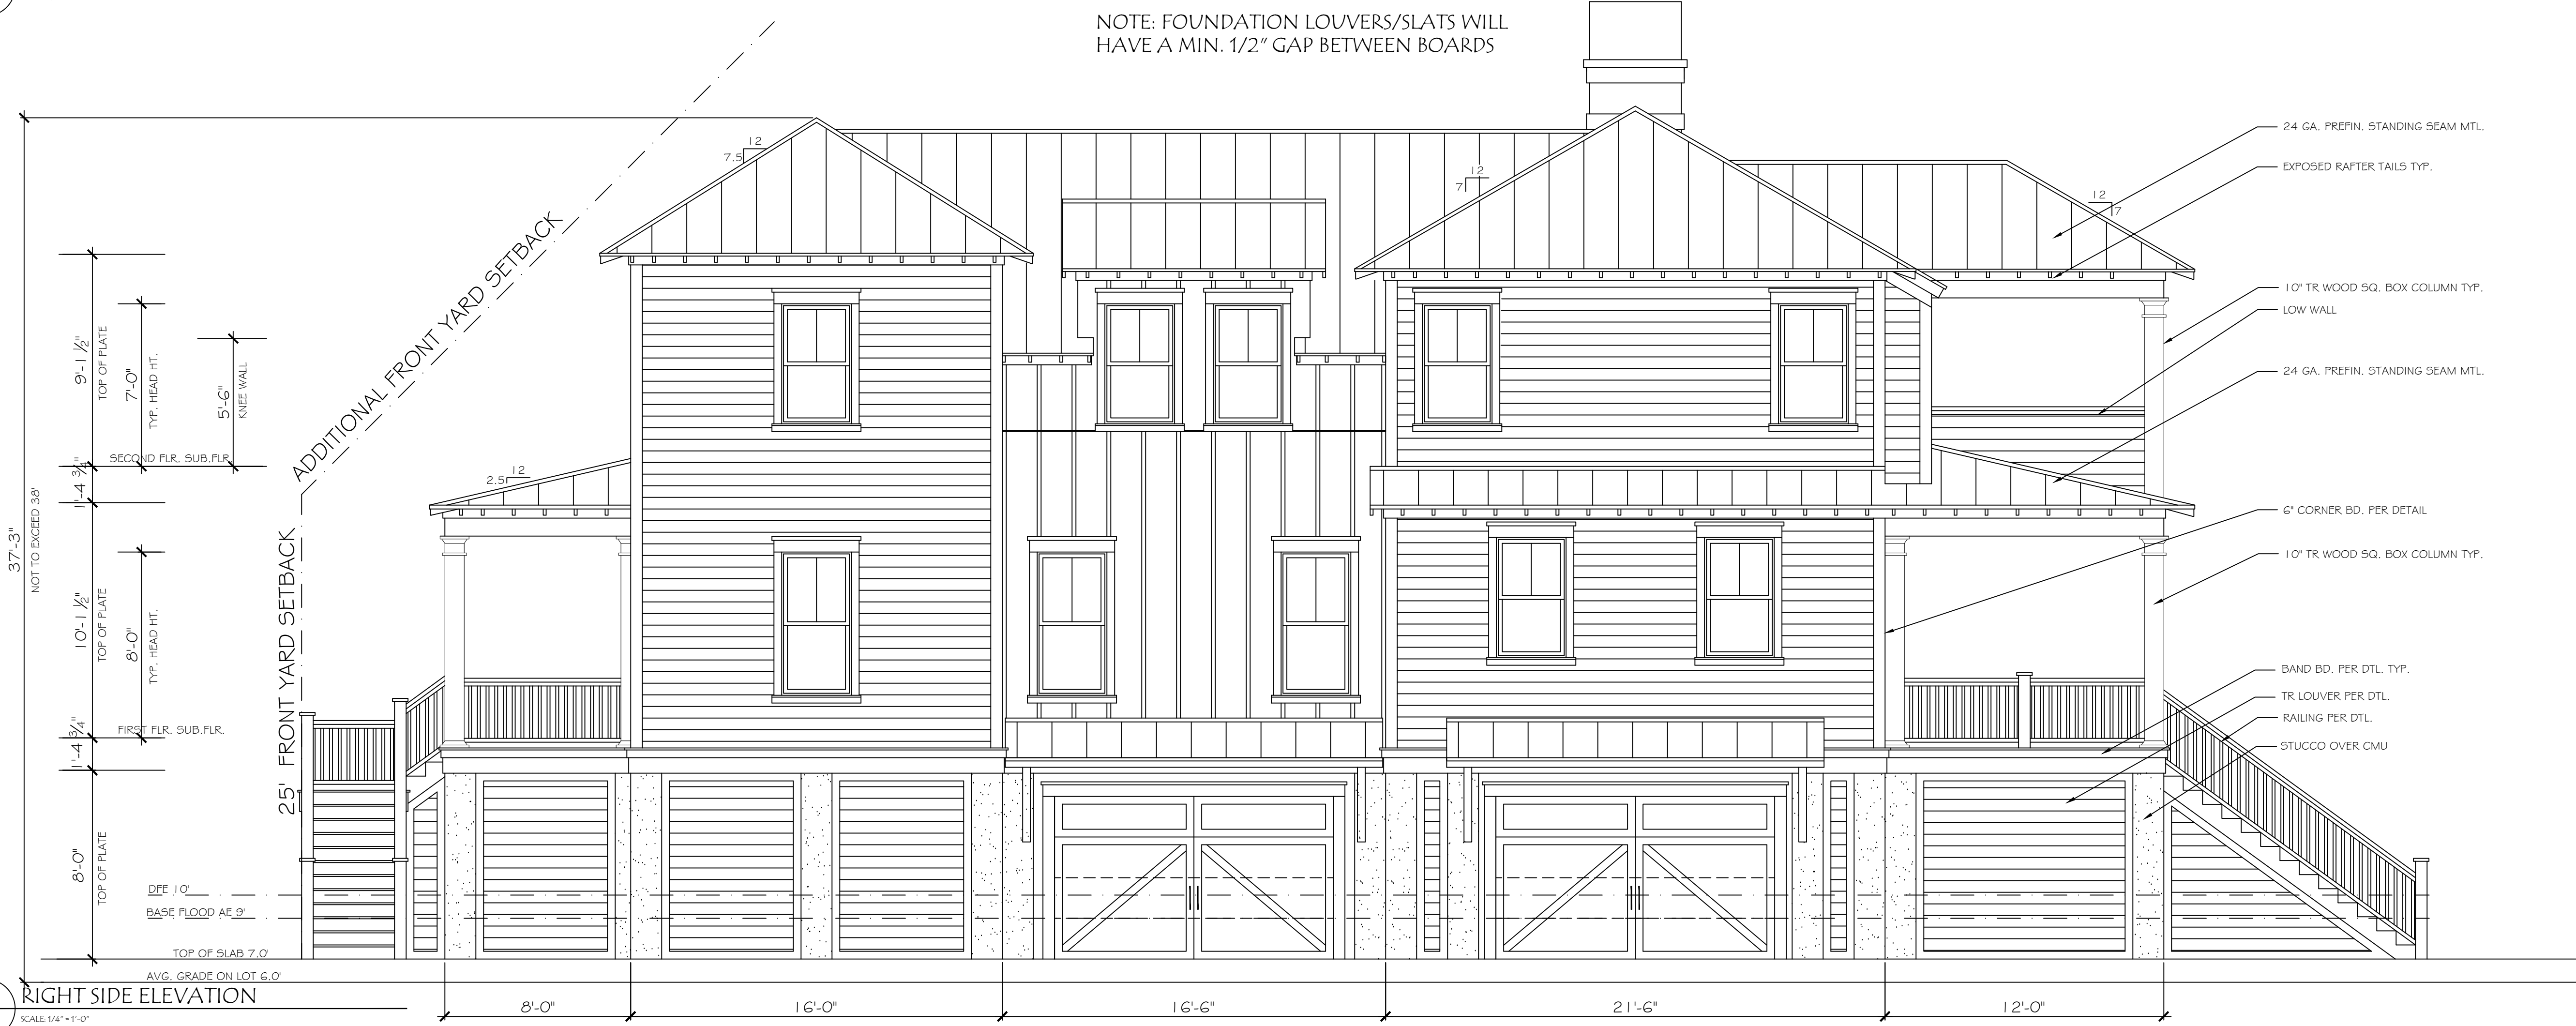 NOTE: FOUNDATION LOUVERS/SLATS WILL
HAVE A MIN. 1/2" GAP BETWEEN BOARDS
24 GA. PREFIN. STANDING SEAM MTL.
EXPOSED RAFTER TAILS TYP.
10" TR WOOD SQ. BOX COLUMN TYP.
LOW WALL
24 GA. PREFIN. STANDING SEAM MTL.
6" CORNER BD. PER DETAIL
10" TR WOOD SQ. BOX COLUMN TYP.
BAND BD. PER DTL. TYP.
TR LOUVER PER DTL.
RAILING PER DTL.
STUCCO OVER CMU
12
7.5
12
7
12
7
12
2.5
ADDITIONAL FRONT YARD SETBACK
25' FRONT YARD SETBACK
37'-3"
NOT TO EXCEED 38'
9'-1 1/2"
TOP OF PLATE
7'-0"
TYP. HEAD HT.
5'-6"
KNEE WALL
SECOND FLR. SUB.FLR.
1'-4 3/4"
10'-1 1/2"
TOP OF PLATE
8'-0"
TYP. HEAD HT.
FIRST FLR. SUB.FLR.
1'-4 3/4"
8'-0"
TOP OF PLATE
DFE 10'
BASE FLOOD AE 9'
TOP OF SLAB 7.0'
AVG. GRADE ON LOT 6.0'
RIGHT SIDE ELEVATION
SCALE: 1/4" = 1'-0"
8'-0"
16'-0"
16'-6"
21'-6"
12'-0"